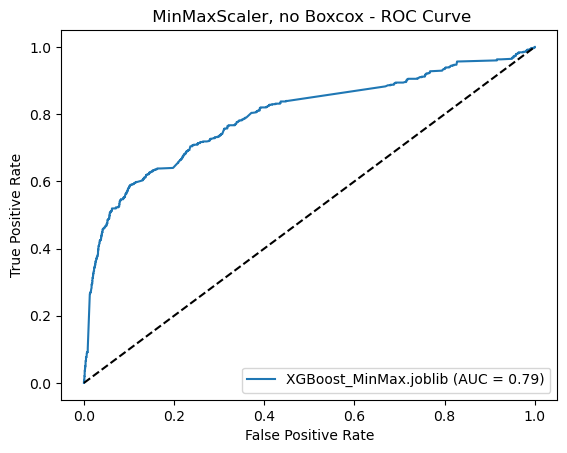 MinMaxScaler, no Boxcox - ROC Curve
1.0
0.8
0.6
0.4
0.2
0.0
True Positive Rate
XGBoost_MinMax.joblib (AUC = 0.79)
0.0 0.2 0.4 0.6 0.8 1.0
False Positive Rate